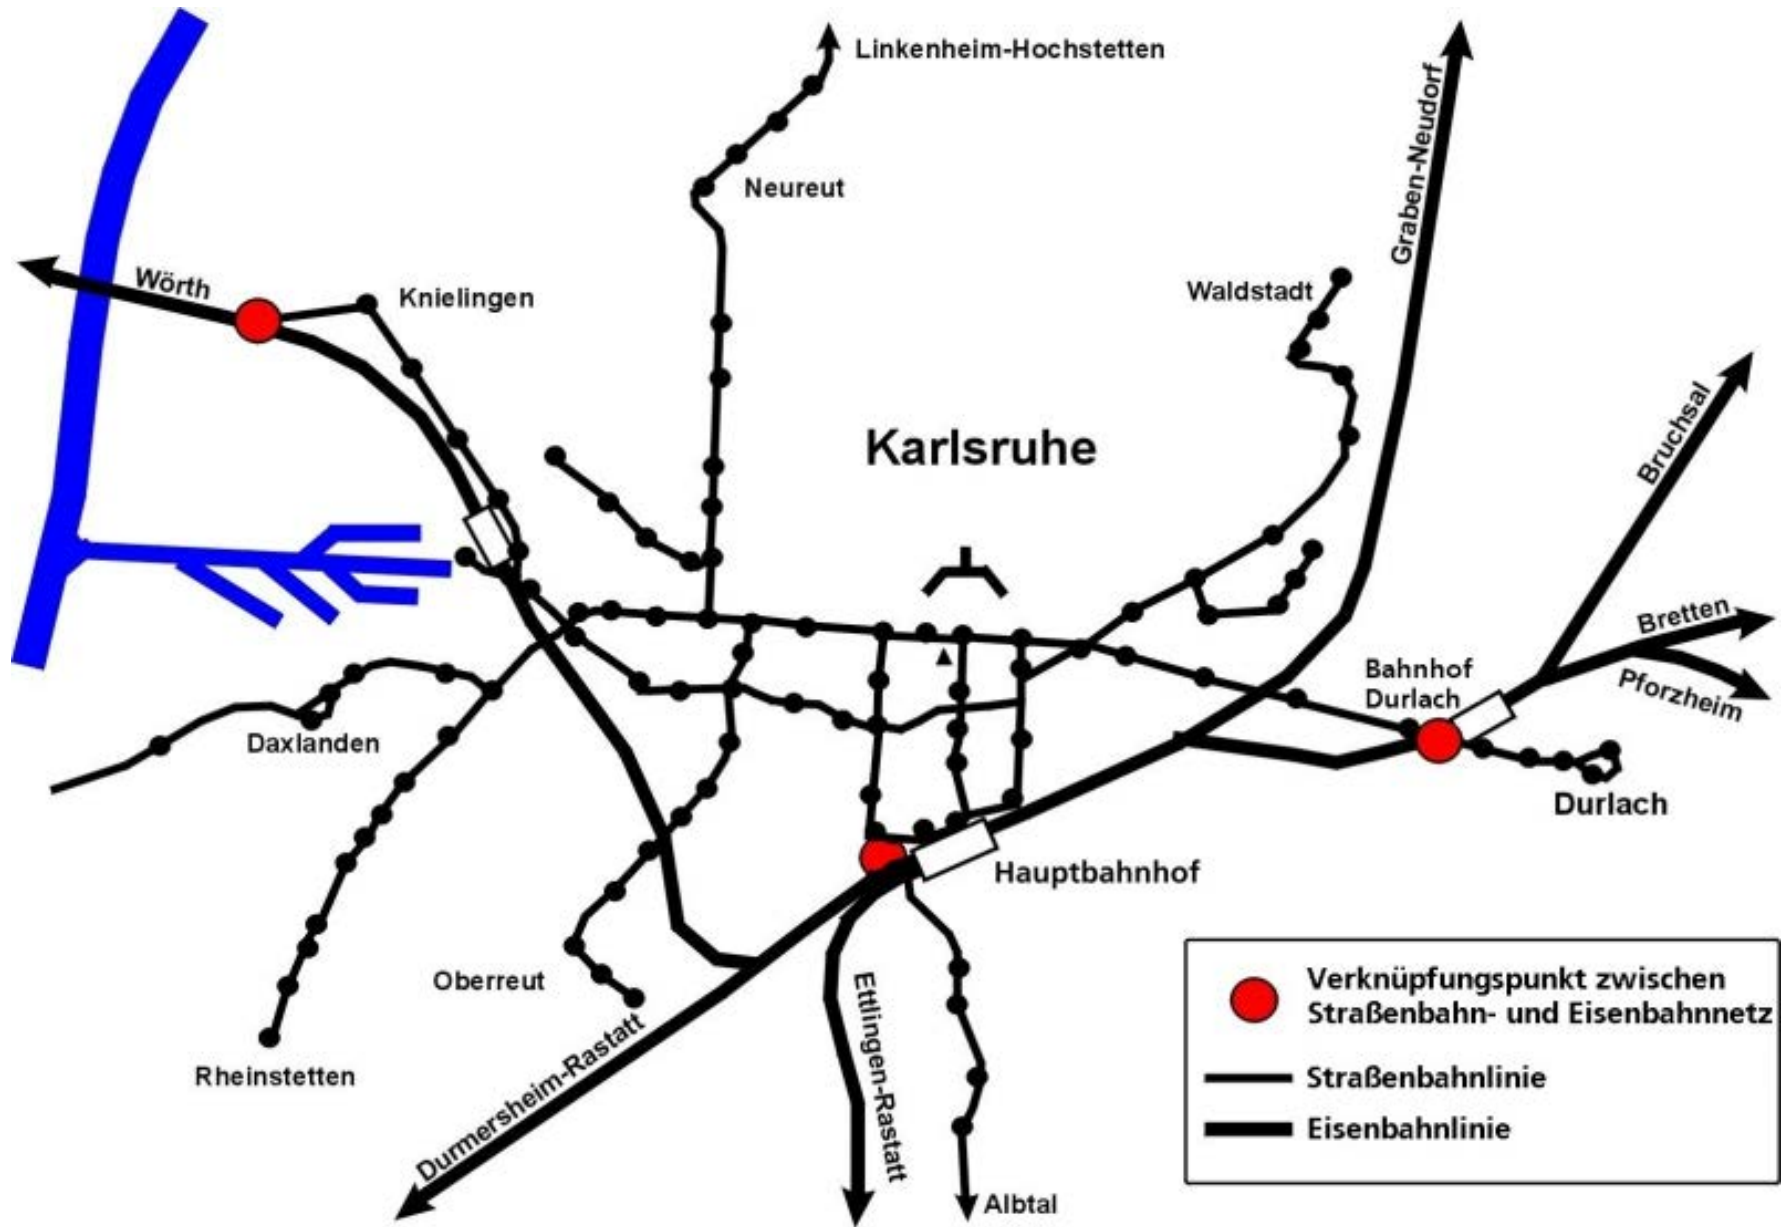 Linkenheim-Hochstetten
Neureut
Graben-Neudorf
Wörth
Knielingen
Waldstadt
Karlsruhe
Bruchsal
Bretten
Bahnhof
Durlach
Pforzheim
Daxlanden
Durlach
Hauptbahnhof
Oberreut
Rheinstetten
Durmersheim-Rastatt
Ettlingen-Rastatt
Albtal
Verknüpfungspunkt zwischen
Straßenbahn- und Eisenbahnnetz
Straßenbahnlinie
Eisenbahnlinie